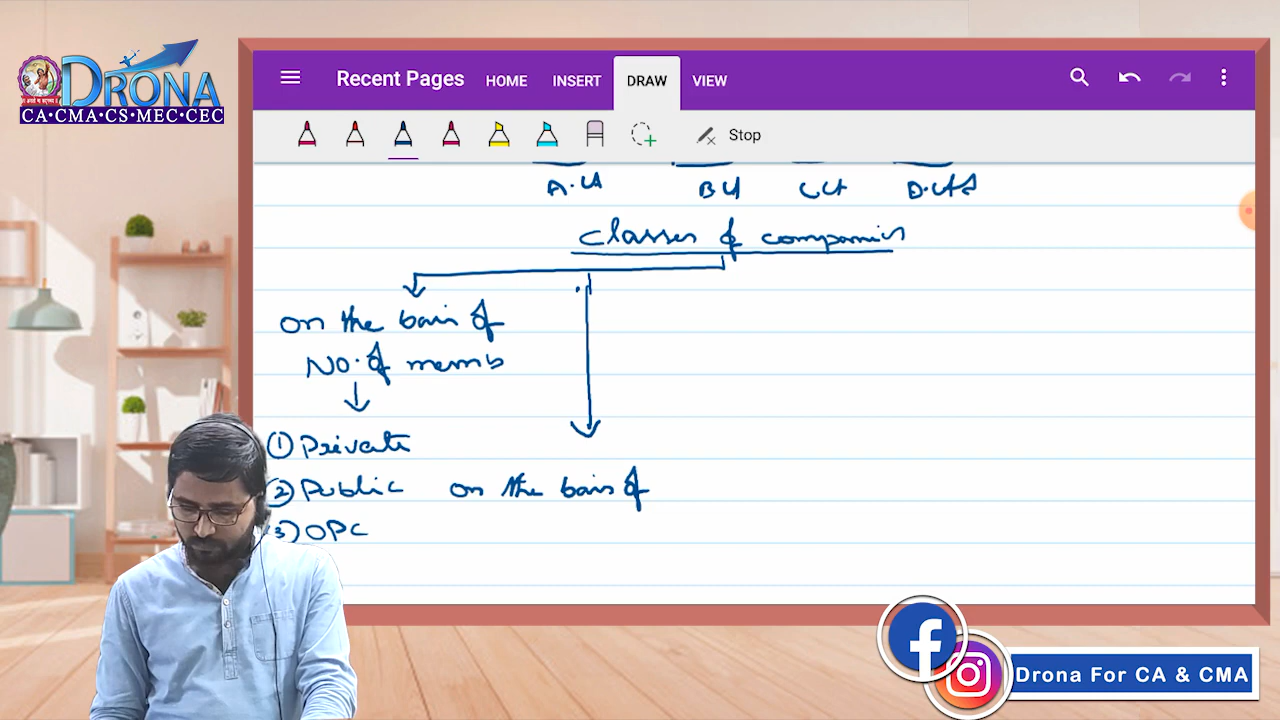 DRONA
CA•CMA•CS•MEC•CEC
Recent Pages HOME INSERT DRAW VIEW
Stop
classes of companies
on the basis of
NO. of memb
① Private
② Public
③ OPC
on the basis of
Drona For CA & CMA